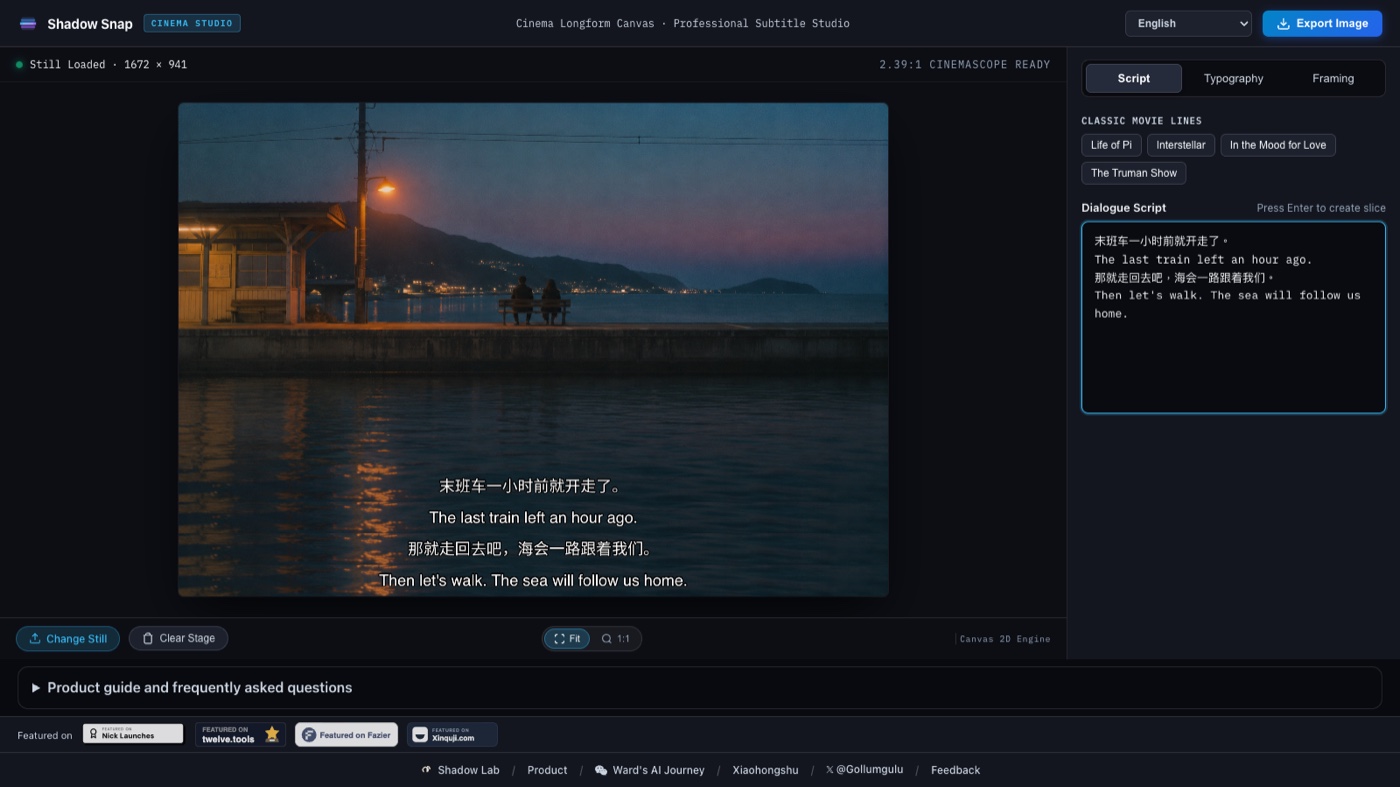 Shadow Snap
CINEMA STUDIO
Cinema Longform Canvas · Professional Subtitle Studio
English
Export Image
Still Loaded · 1672 × 941
2.39:1 CINEMASCOPE READY
末班车一小时前就开走了。
The last train left an hour ago.
那就走回去吧，海会一路跟着我们。
Then let's walk. The sea will follow us home.
Script
Typography
Framing
CLASSIC MOVIE LINES
Life of Pi
Interstellar
In the Mood for Love
The Truman Show
Dialogue Script
Press Enter to create slice
末班车一小时前就开走了。
The last train left an hour ago.
那就走回去吧，海会一路跟着我们。
Then let's walk. The sea will follow us
home.
Change Still
Clear Stage
Fit
1:1
Canvas 2D Engine
Product guide and frequently asked questions
Featured on
FEATURED ON
Nick Launches
FEATURED ON
twelve.tools
Featured on Fazier
FEATURED ON
Xinquji.com
Shadow Lab
/
Product
/
Ward's AI Journey
/
Xiaohongshu
/
𝕏 @Gollumgulu
/
Feedback